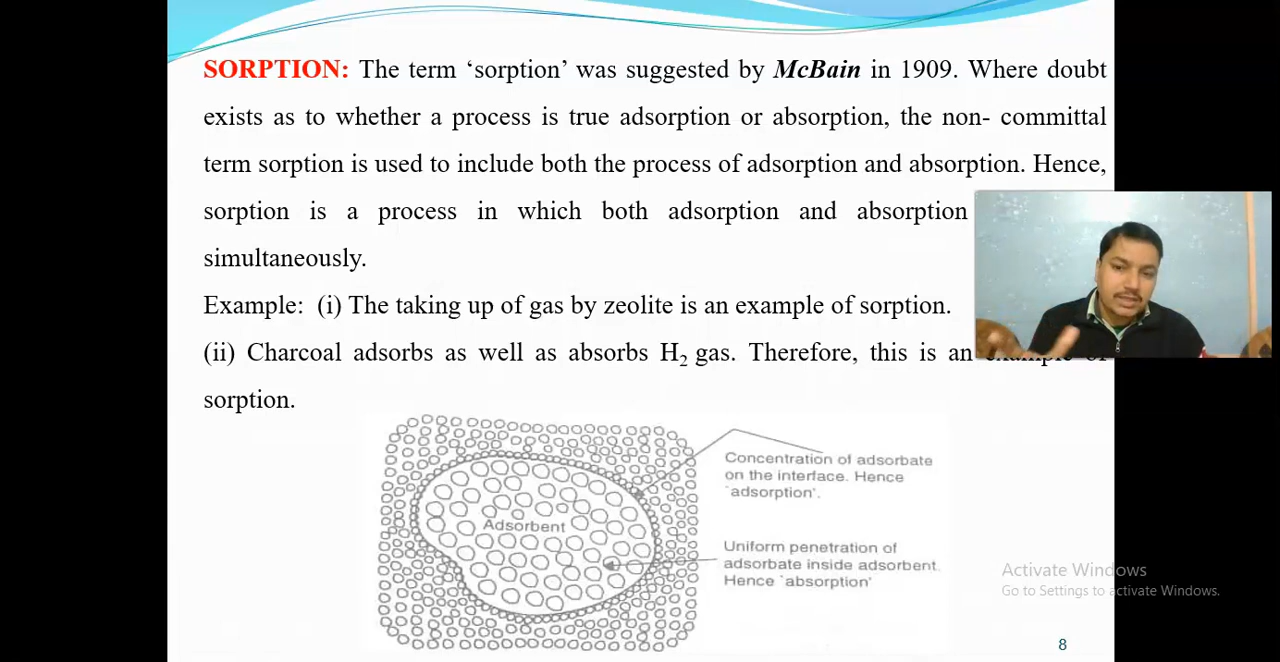 SORPTION: The term ‘sorption’ was suggested by McBain in 1909. Where doubt
exists as to whether a process is true adsorption or absorption, the non- committal
term sorption is used to include both the process of adsorption and absorption. Hence,
sorption is a process in which both adsorption and absorption
simultaneously.
Example: (i) The taking up of gas by zeolite is an example of sorption.
(ii) Charcoal adsorbs as well as absorbs H₂ gas. Therefore, this is an example of
sorption.
Concentration of adsorbate
on the interface. Hence
`adsorption'.
Adsorbent
Uniform penetration of
adsorbate inside adsorbent.
Hence `absorption'
Activate Windows
Go to Settings to activate Windows.
8